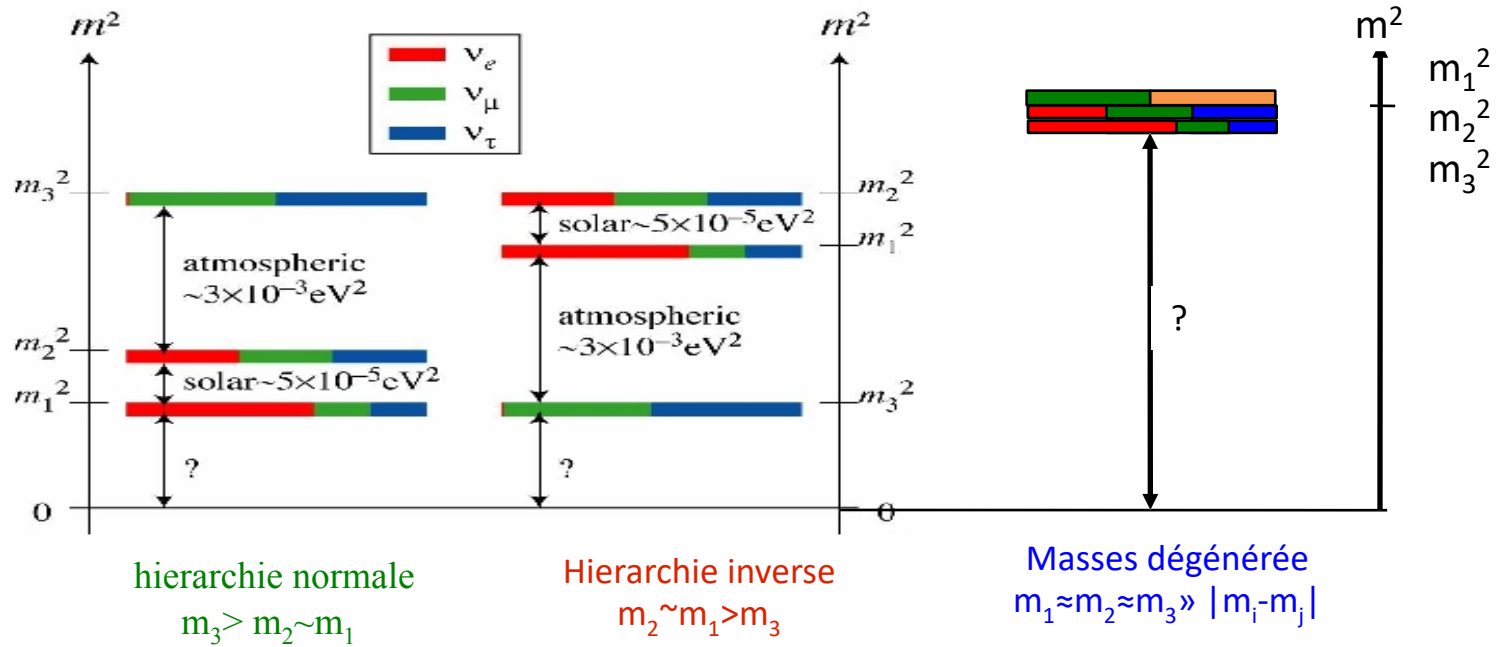 m²
ν_e
ν_μ
ν_τ
m₃²
atmospheric
~3×10⁻³eV²
m₂²
solar~5×10⁻⁵eV²
m₁²
?
0
hierarchie normale
m₃> m₂~m₁
m²
m₂²
solar~5×10⁻⁵eV²
m₁²
atmospheric
~3×10⁻³eV²
m₃²
?
0
Hierarchie inverse
m₂~m₁>m₃
m²
m₁²
m₂²
m₃²
?
Masses dégénérée
m₁≈m₂≈m₃» |mᵢ-mⱼ|